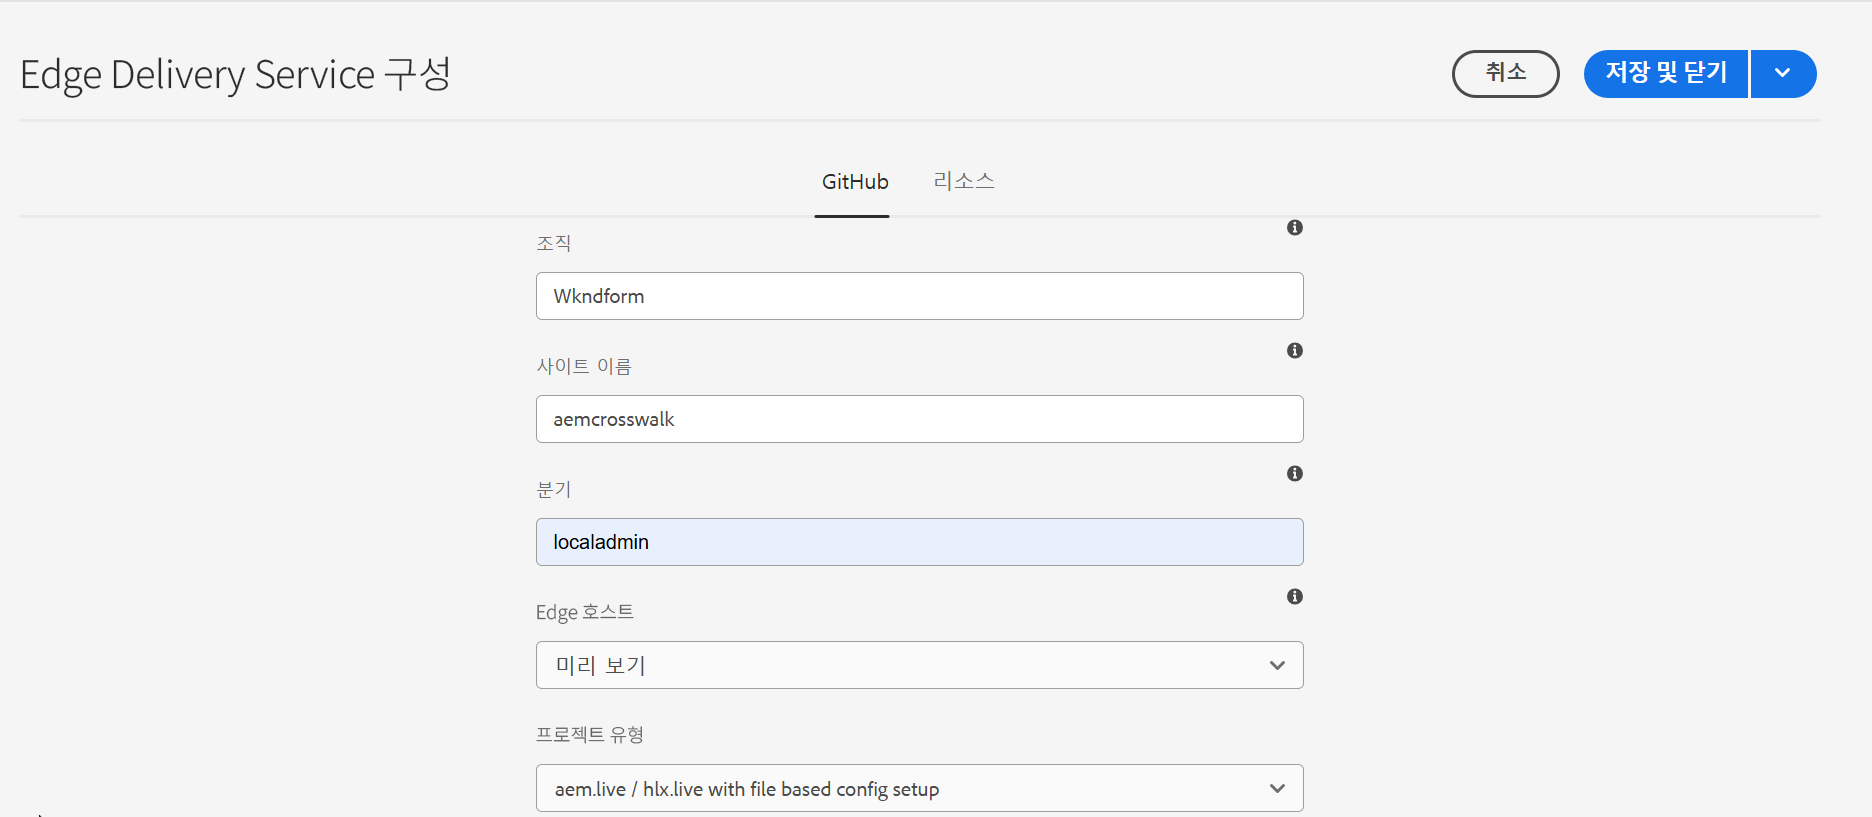 Edge Delivery Service 구성
취소
저장 및 닫기
GitHub
리소스
조직
Wkndform
사이트 이름
aemcrosswalk
분기
localadmin
Edge 호스트
미리 보기
프로젝트 유형
aem.live / hlx.live with file based config setup